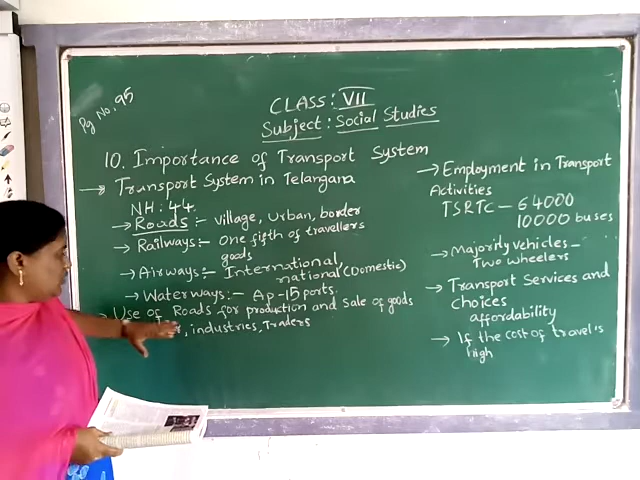 Pg No. 95
CLASS: VII
Subject: Social Studies
10. Importance of Transport System
Transport System in Telangana
NH: 44.
Roads:- village, Urban, border
Railways:- One fifth of travellers
goods
Airways:- International,
national (Domestic)
Waterways:- Ap-15 ports.
Use of Roads for production and sale of goods
industries, Traders
Employment in Transport
Activities
TSRTC - 64000
10000 buses
Majority vehicles -
Two wheelers
Transport Services and
Choices
affordability
If the cost of travel is
high